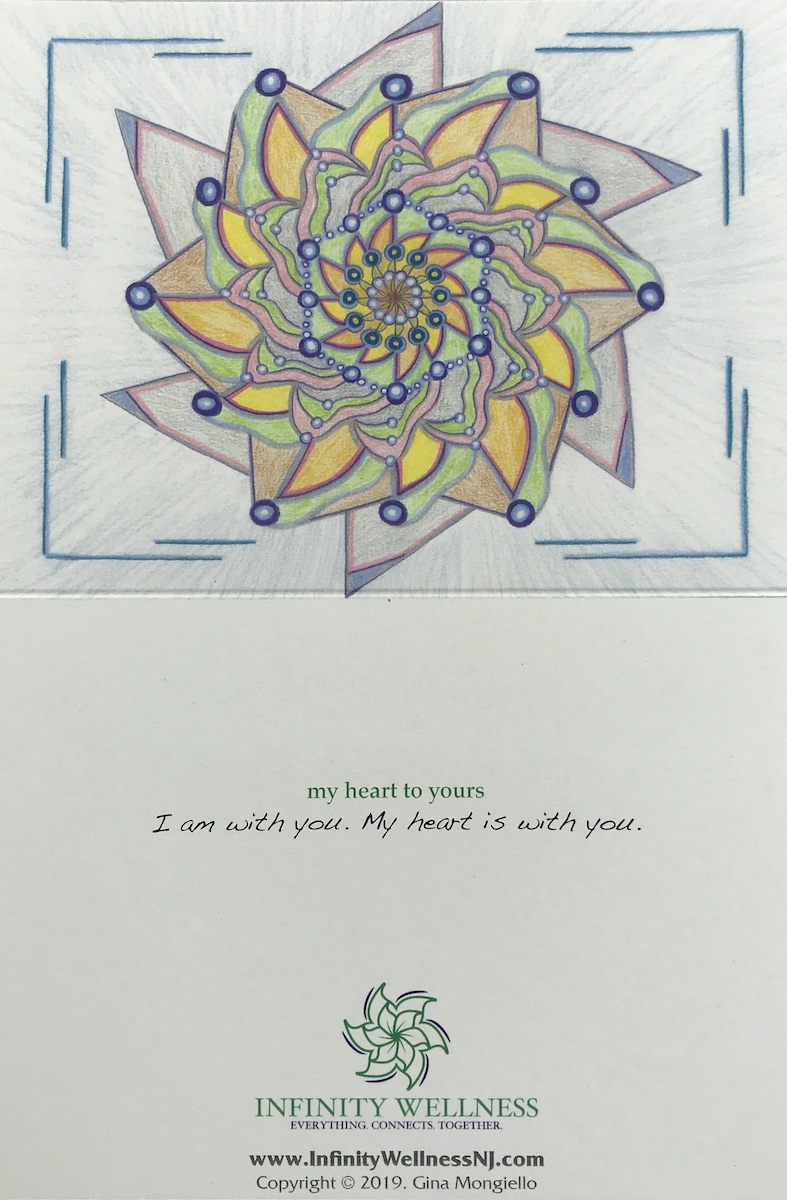 my heart to yours
I am with you. My heart is with you.
INFINITY WELLNESS
EVERYTHING. CONNECTS. TOGETHER.
www.InfinityWellnessNJ.com
Copyright © 2019. Gina Mongiello